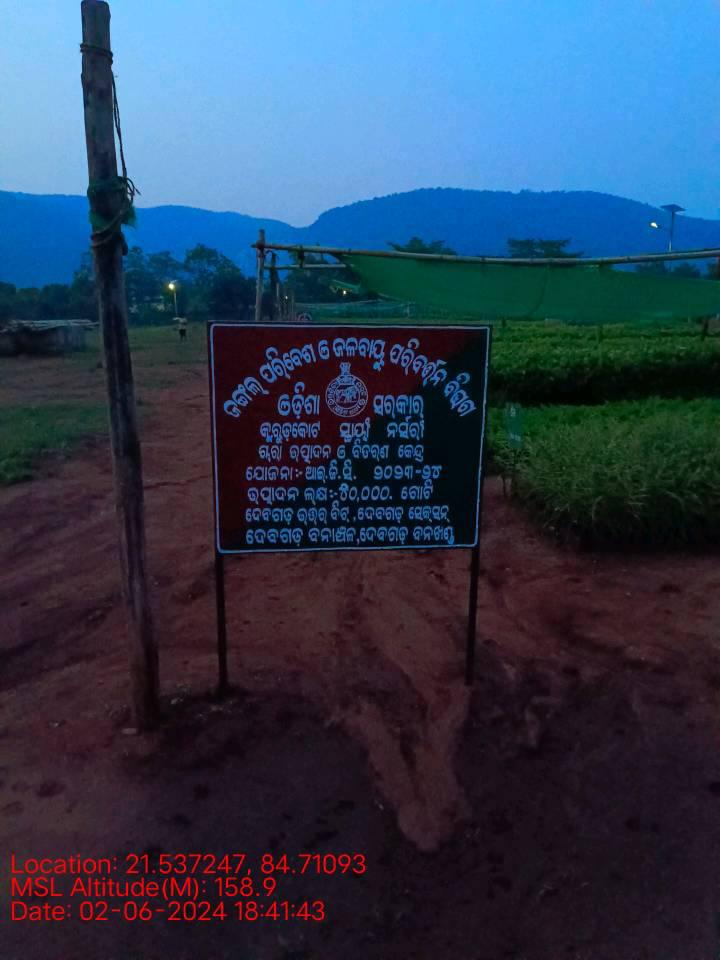 ଜଙ୍ଗଲ ପରିବେଶ ଓ ଜଳବାୟୁ ପରିବର୍ତ୍ତନ ବିଭାଗ
ଓଡ଼ିଶା ସରକାର
କୁରୁଡ଼କୋଟ ସ୍ଥାୟୀ ନର୍ସରୀ
ଚାରା ଉତ୍ପାଦନ ଓ ବିତରଣ କେନ୍ଦ୍ର
ଯୋଜନା:- ଆର.ଜି.ସି. ୨୦୨୩-୨୪
ଉତ୍ପାଦନ ଲକ୍ଷ:- ୦,୦୦୦. ଗୋଟି
ଦେବଗଡ଼ ଉତ୍ତର ବିଟ୍, ଦେବଗଡ଼ ସେକ୍ସନ୍
ଦେବଗଡ଼ ବନାଞ୍ଚଳ, ଦେବଗଡ଼ ବନଖଣ୍ଡ
Location: 21.537247, 84.71093
MSL Altitude(M): 158.9
Date: 02-06-2024 18:41:43